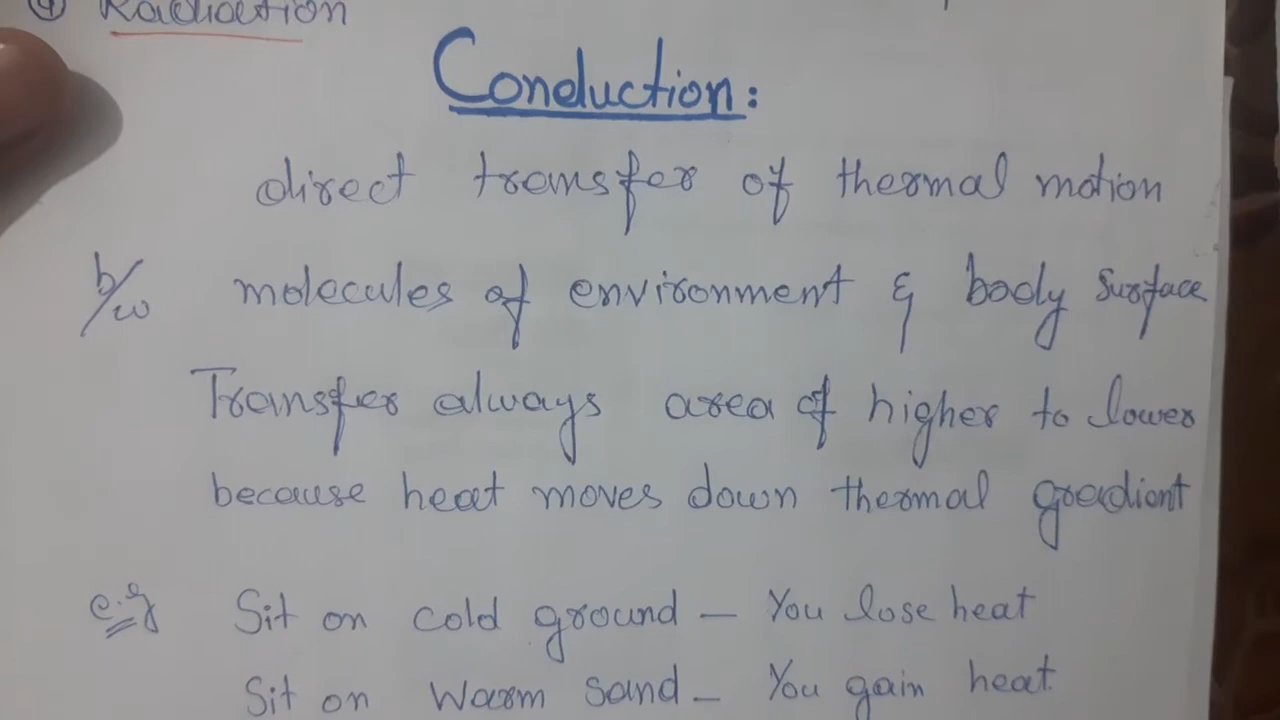 ④ Radiation
Conduction:
direct transfer of thermal motion
b/w molecules of environment & body surface
Transfer always area of higher to lower
because heat moves down thermal gradient
e.g Sit on cold ground – You lose heat
Sit on warm sand – You gain heat